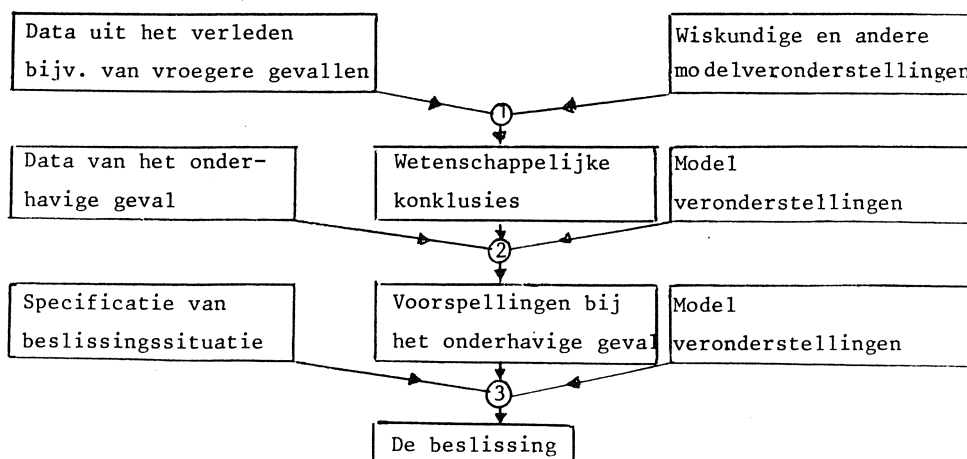 Data uit het verleden
bijv. van vroegere gevallen
Wiskundige en andere
modelveronderstellingen
1
Data van het onder-
havige geval
Wetenschappelijke
konklusies
Model
veronderstellingen
2
Specificatie van
beslissingssituatie
Voorspellingen bij
het onderhavige geval
Model
veronderstellingen
3
De beslissing